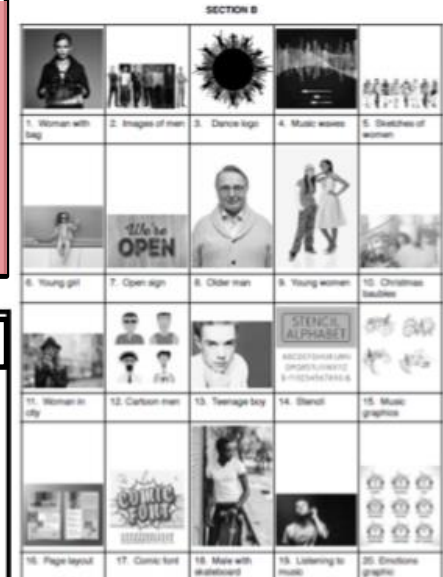 SECTION B
1. Woman with
bag
2. Images of men
3. Dance logo
4. Music waves
5. Sketches of
women
We're
OPEN
6. Young girl
7. Open sign
8. Older man
9. Young women
10. Christmas
baubles
STENCIL
ALPHABET
11. Woman in
city
12. Cartoon men
13. Teenage boy
14. Stencil
15. Music
graphics
COMIC
FONT
16. Page layout
17. Comic font
18. Male with
skateboard
19. Listening to
music
20. Emotions
graphic